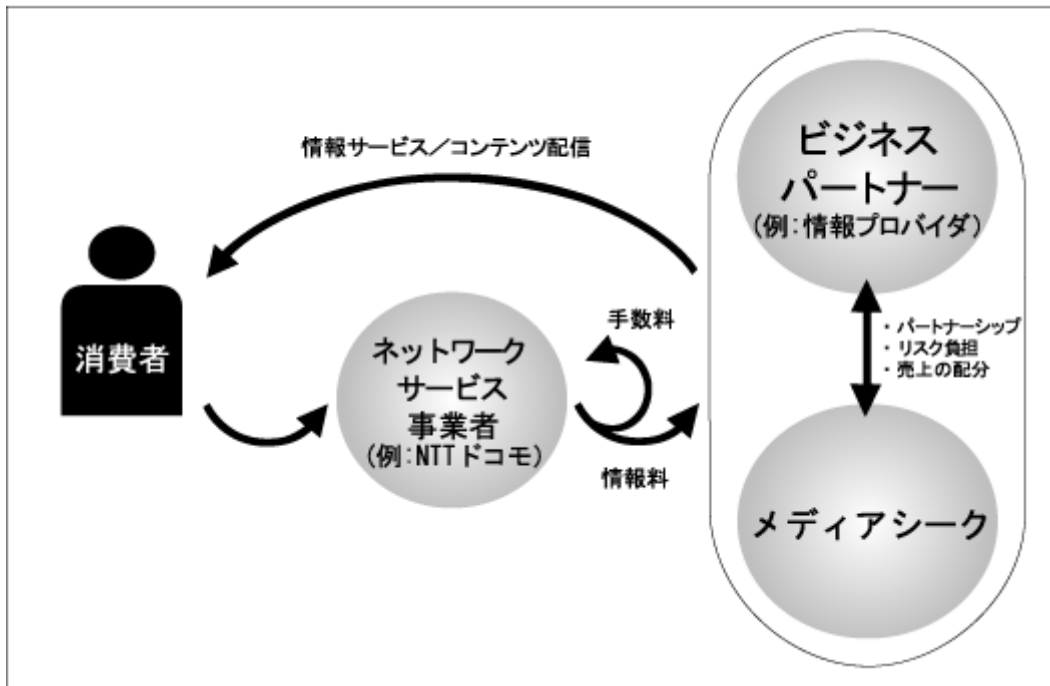 情報サービス／コンテンツ配信
ビジネス
パートナー
（例：情報プロバイダ）
消費者
ネットワーク
サービス
事業者
（例：NTTドコモ）
手数料
情報料
・パートナーシップ
・リスク負担
・売上の配分
メディアシーク